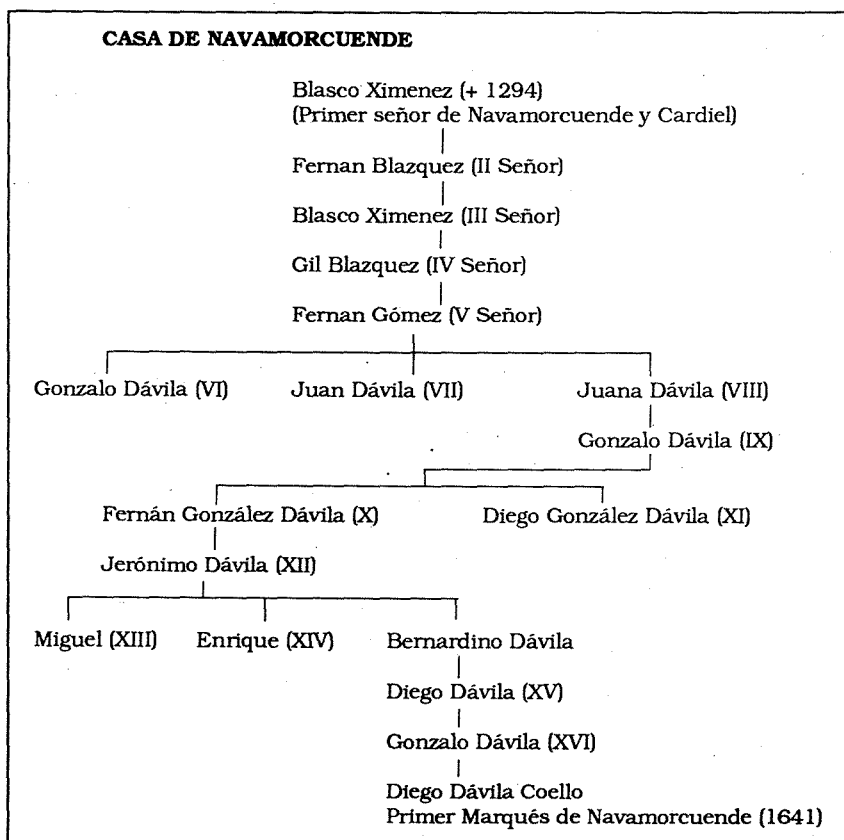 CASA DE NAVAMORCUENDE
Blasco Ximenez (+ 1294)
(Primer señor de Navamorcuende y Cardiel)
Fernan Blazquez (II Señor)
Blasco Ximenez (III Señor)
Gil Blazquez (IV Señor)
Fernan Gómez (V Señor)
Gonzalo Dávila (VI) Juan Dávila (VII) Juana Dávila (VIII)
Gonzalo Dávila (IX)
Fernán González Dávila (X) Diego González Dávila (XI)
Jerónimo Dávila (XII)
Miguel (XIII) Enrique (XIV) Bernardino Dávila
Diego Dávila (XV)
Gonzalo Dávila (XVI)
Diego Dávila Coello
Primer Marqués de Navamorcuende (1641)